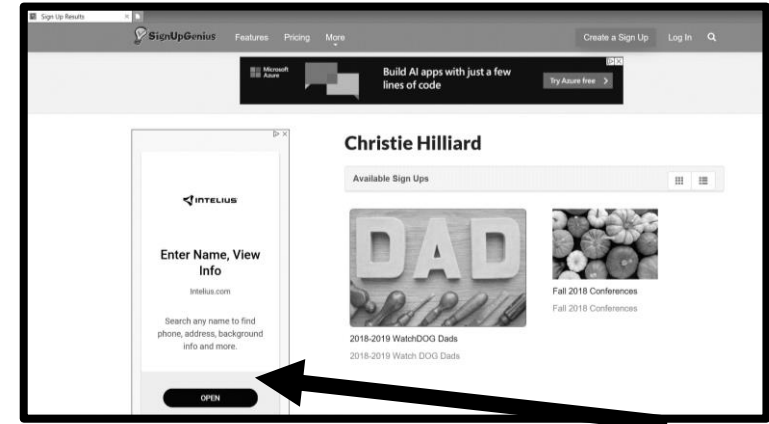 Sign Up Results
SignUpGenius Features Pricing More Create a Sign Up Log In
Microsoft
Azure
Build AI apps with just a few
lines of code
Try Azure free >
INTELIUS
Enter Name, View
Info
Intelius.com
Search any name to find
phone, address, background
info and more.
OPEN
Christie Hilliard
Available Sign Ups
DAD
2018-2019 WatchDOG Dads
2018-2019 Watch DOG Dads
Fall 2018 Conferences
Fall 2018 Conferences